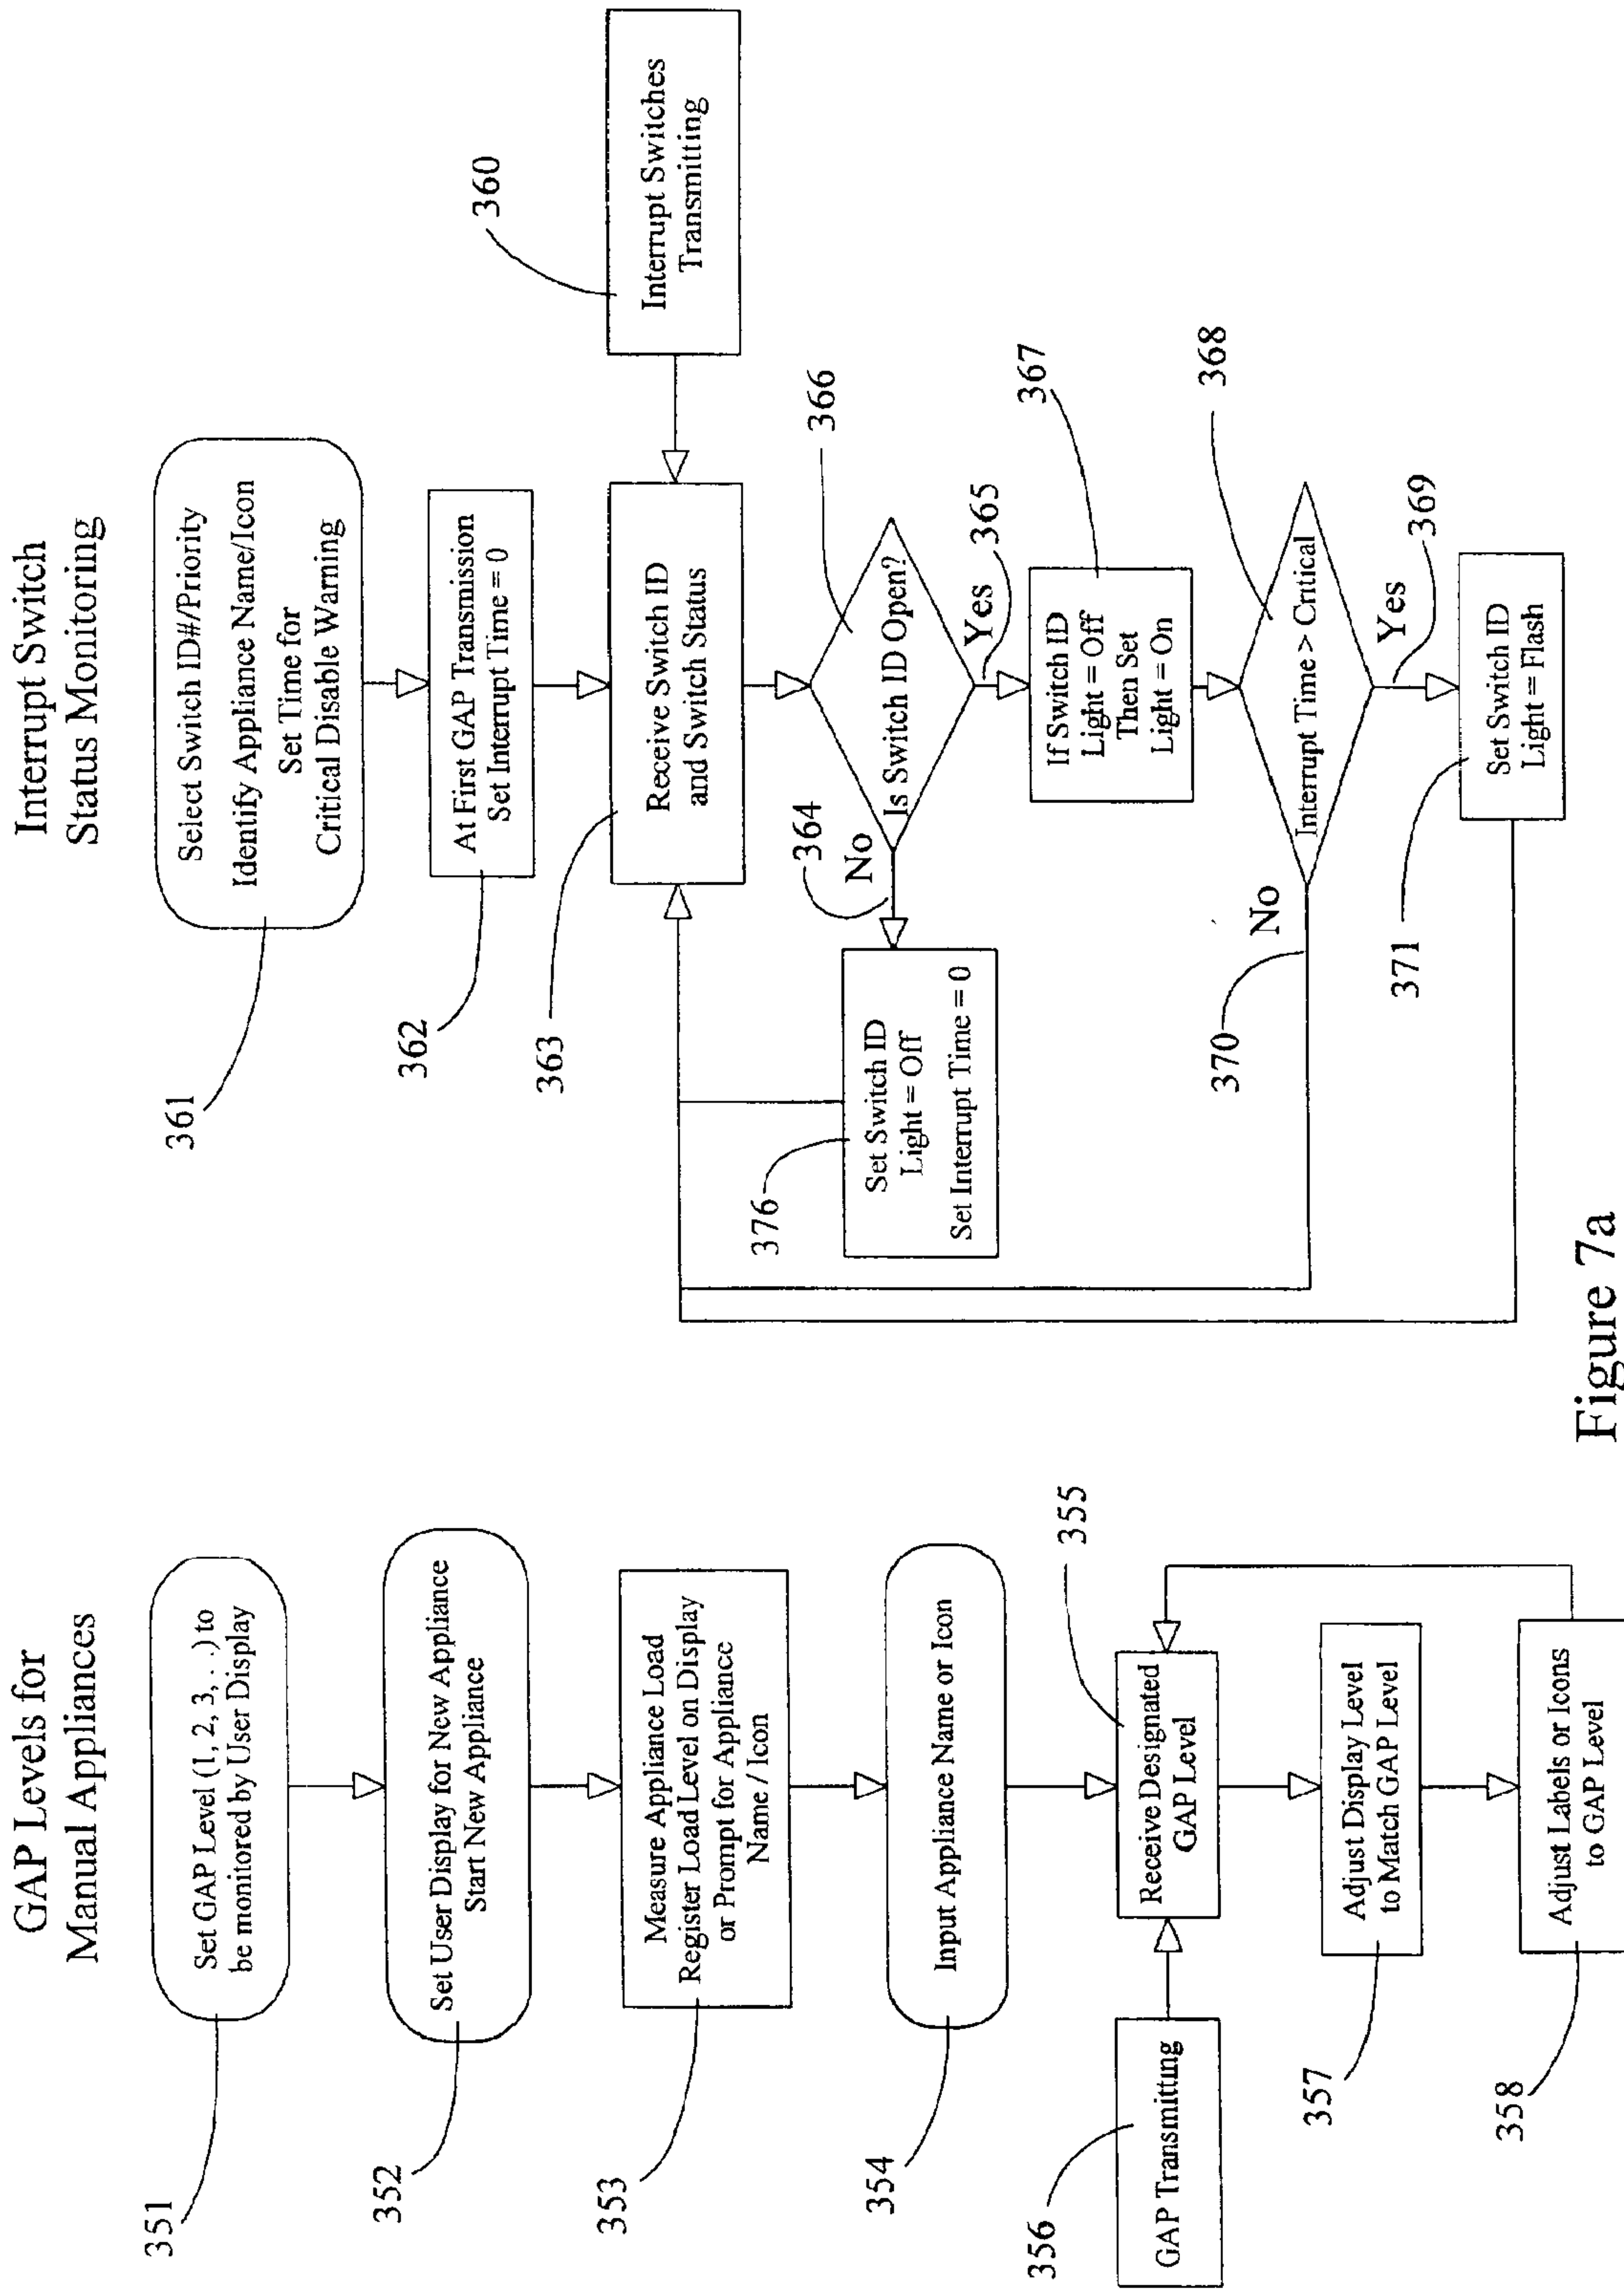 GAP Levels for
Manual Appliances
351
Set GAP Level (1, 2, 3, . . .) to
be monitored by User Display
352
Set User Display for New Appliance
Start New Appliance
353
Measure Appliance Load
Register Load Level on Display
or Prompt for Appliance
Name / Icon
354
Input Appliance Name or Icon
355
Receive Designated
GAP Level
356
GAP Transmitting
357
Adjust Display Level
to Match GAP Level
358
Adjust Labels or Icons
to GAP Level
Interrupt Switch
Status Monitoring
361
Select Switch ID#/Priority
Identify Appliance Name/Icon
Set Time for
Critical Disable Warning
362
At First GAP Transmission
Set Interrupt Time = 0
363
Receive Switch ID
and Switch Status
360
Interrupt Switches
Transmitting
366
Is Switch ID Open?
364
No
365
Yes
376
Set Switch ID
Light = Off
Set Interrupt Time = 0
367
If Switch ID
Light = Off
Then Set
Light = On
368
Interrupt Time > Critical
370
No
369
Yes
371
Set Switch ID
Light = Flash
Figure 7a